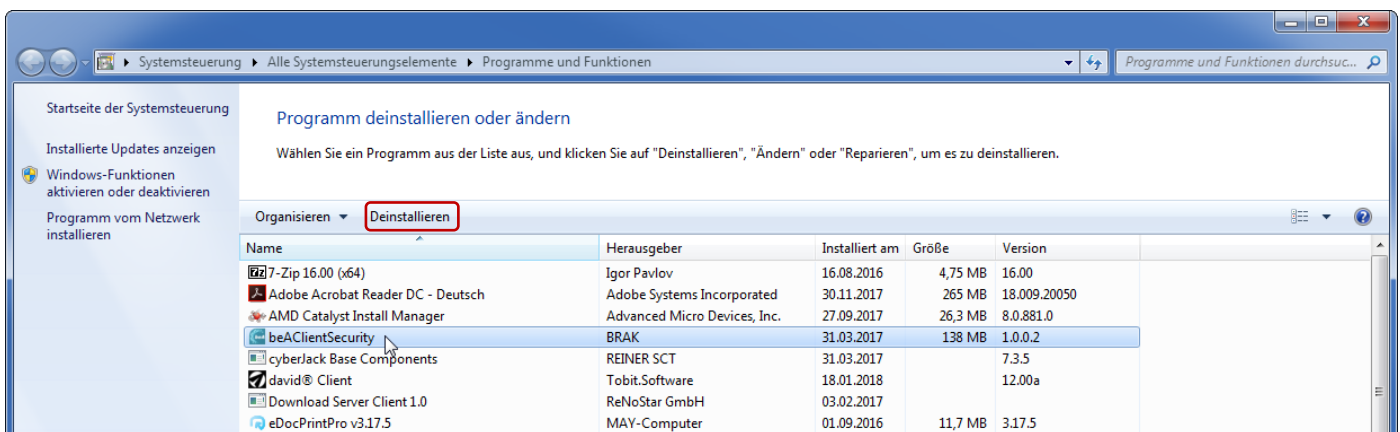 Systemsteuerung Alle Systemsteuerungselemente Programme und Funktionen
Programme und Funktionen durchsuc...
Startseite der Systemsteuerung
Installierte Updates anzeigen
Windows-Funktionen
aktivieren oder deaktivieren
Programm vom Netzwerk
installieren
Programm deinstallieren oder ändern
Wählen Sie ein Programm aus der Liste aus, und klicken Sie auf "Deinstallieren", "Ändern" oder "Reparieren", um es zu deinstallieren.
Organisieren Deinstallieren
Name Herausgeber Installiert am Größe Version
7-Zip 16.00 (x64) Igor Pavlov 16.08.2016 4,75 MB 16.00
Adobe Acrobat Reader DC - Deutsch Adobe Systems Incorporated 30.11.2017 265 MB 18.009.20050
AMD Catalyst Install Manager Advanced Micro Devices, Inc. 27.09.2017 26,3 MB 8.0.881.0
beAClientSecurity BRAK 31.03.2017 138 MB 1.0.0.2
cyberJack Base Components REINER SCT 31.03.2017 7.3.5
david® Client Tobit.Software 18.01.2018 12.00a
Download Server Client 1.0 ReNoStar GmbH 03.02.2017
eDocPrintPro v3.17.5 MAY-Computer 01.09.2016 11,7 MB 3.17.5